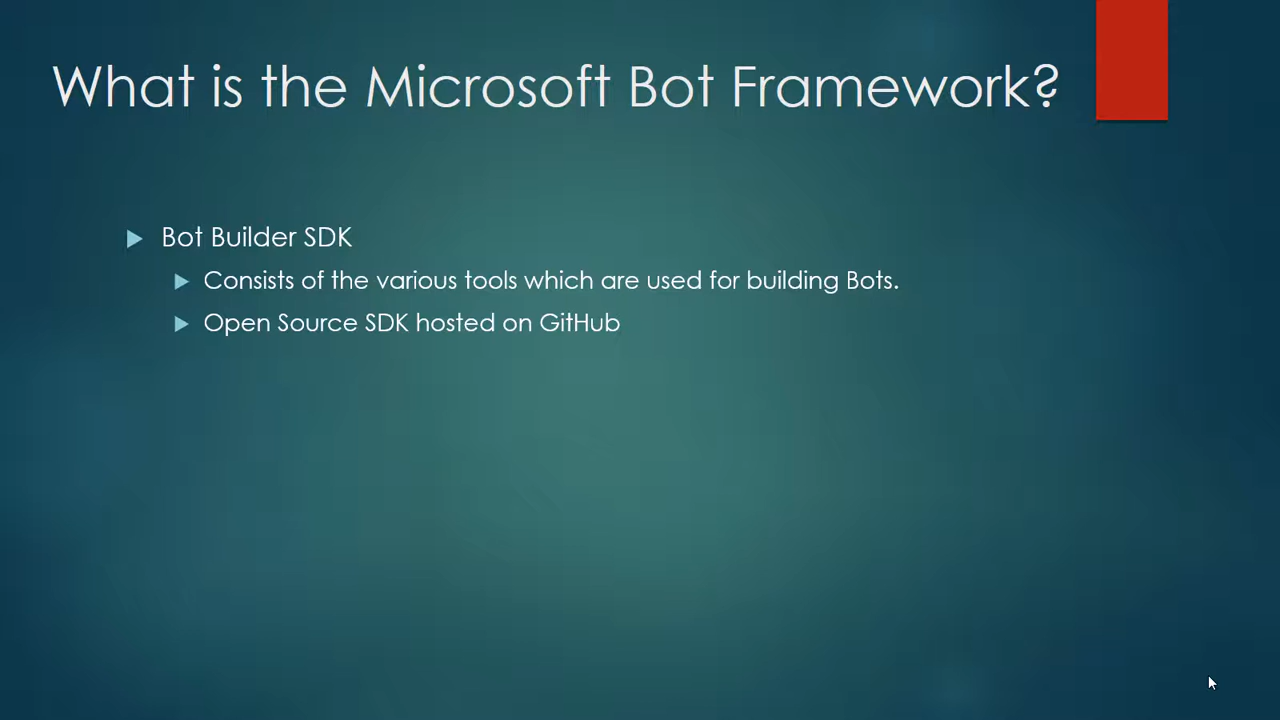 What is the Microsoft Bot Framework?
Bot Builder SDK
Consists of the various tools which are used for building Bots.
Open Source SDK hosted on GitHub